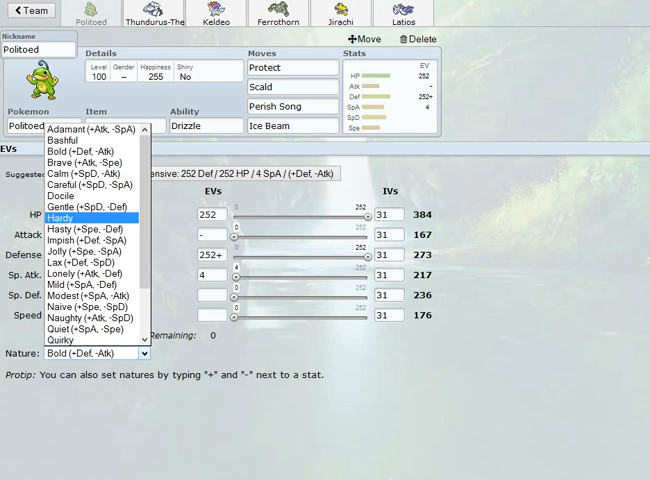 Team
Politoed
Thundurus-The
Keldeo
Ferrothorn
Jirachi
Latios
Move
Delete
Nickname
Politoed
Details
Level Gender Happiness Shiny
100 – 255 No
Moves
Protect
Scald
Perish Song
Ice Beam
Stats
EV
HP 252
Atk -
Def 252+
SpA 4
SpD
Spe
Pokemon Item Ability
Politoed Drizzle
EVs
Suggested ensive: 252 Def / 252 HP / 4 SpA / (+Def, -Atk)
Adamant (+Atk, -SpA)
Bashful
Bold (+Def, -Atk)
Brave (+Atk, -Spe)
Calm (+SpD, -Atk)
Careful (+SpD, -SpA)
Docile
Gentle (+SpD, -Def)
Hardy
Hasty (+Spe, -Def)
Impish (+Def, -SpA)
Jolly (+Spe, -SpA)
Lax (+Def, -SpD)
Lonely (+Atk, -Def)
Mild (+SpA, -Def)
Modest (+SpA, -Atk)
Naive (+Spe, -SpD)
Naughty (+Atk, -SpD)
Quiet (+SpA, -Spe)
Quirky
EVs IVs
HP 252 0 252 31 384
Attack - 0 252 31 167
Defense 252+ 0 252 31 273
Sp. Atk. 4 4 252 31 217
Sp. Def. 0 252 31 236
Speed 0 252 31 176
Remaining: 0
Nature: Bold (+Def, -Atk)
Protip: You can also set natures by typing "+" and "-" next to a stat.